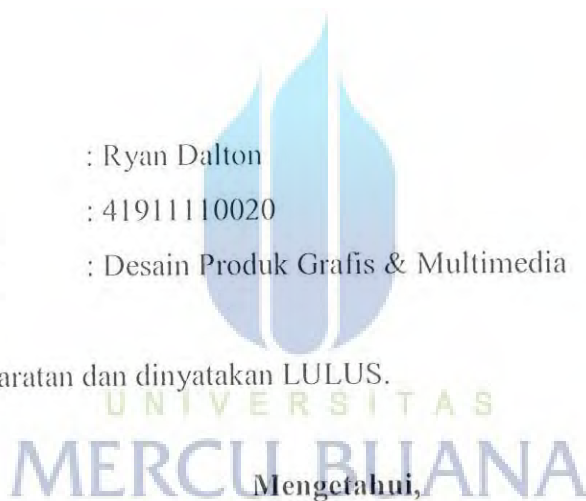 : Ryan Dalton
: 41911110020
: Desain Produk Grafis & Multimedia
aratan dan dinyatakan LULUS.
UNIVERSITAS
MERCU BUANA
Mengetahui,